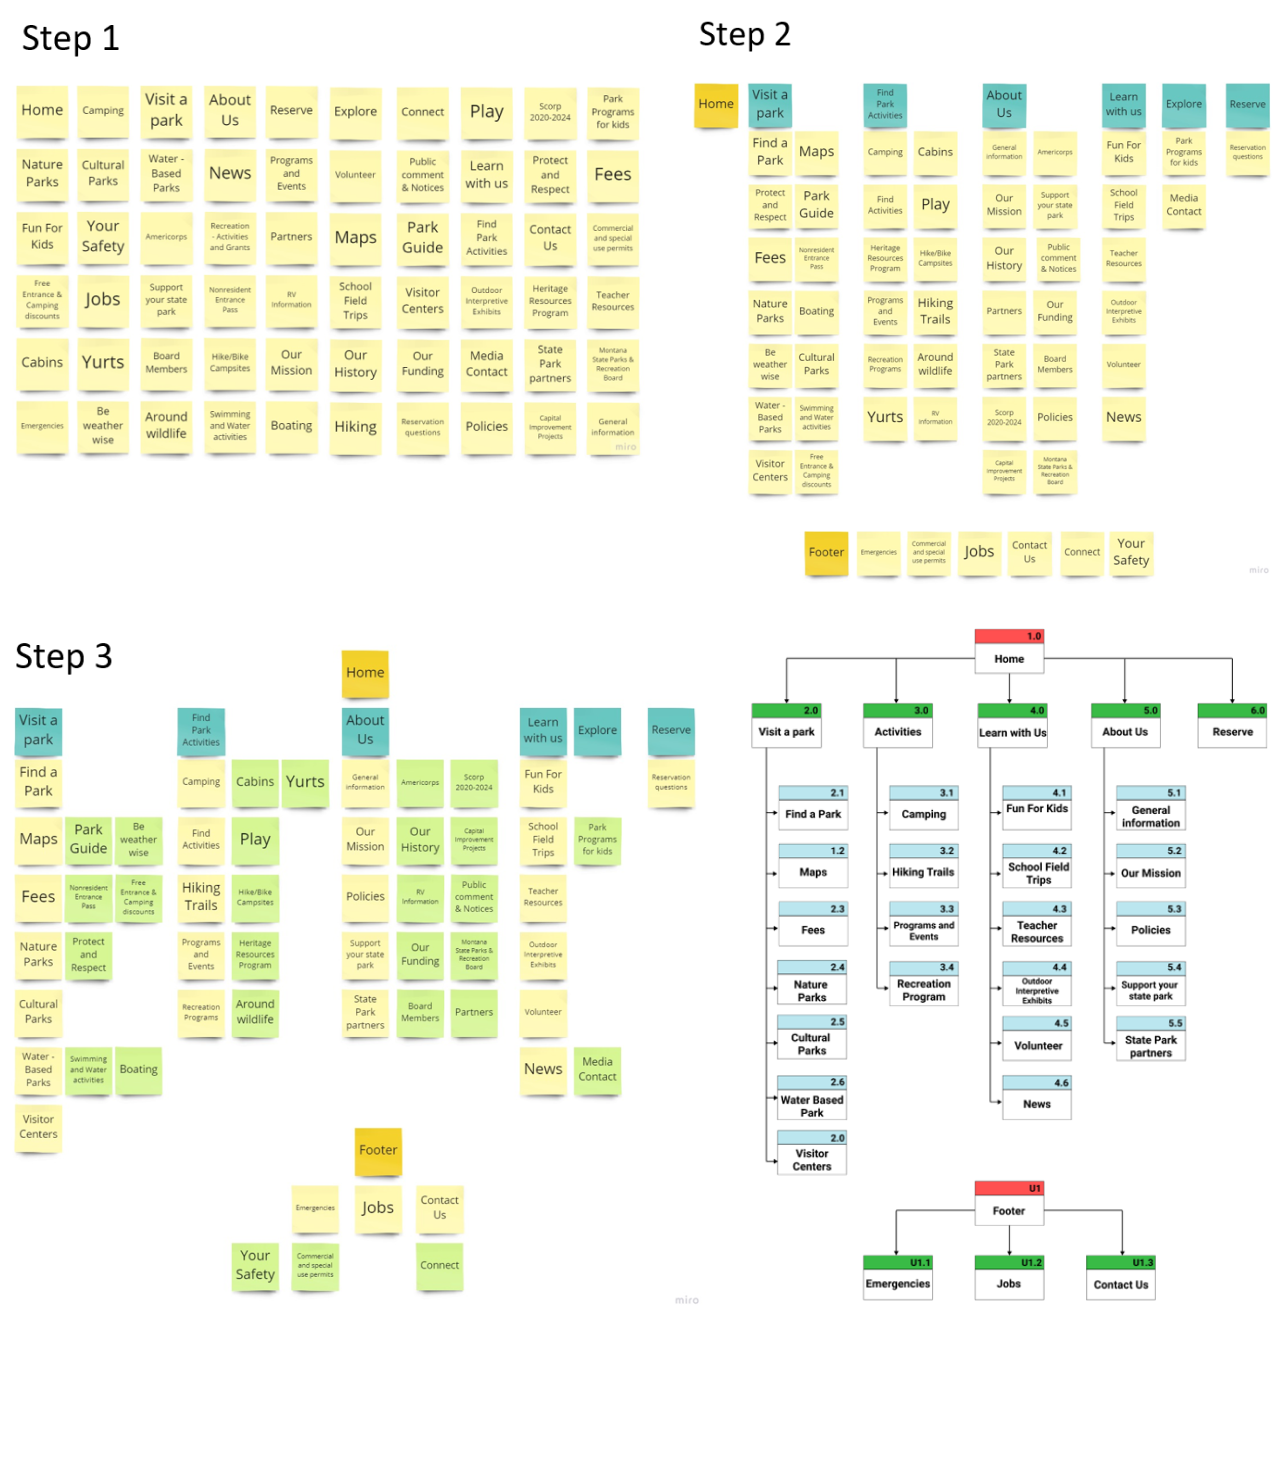 Step 1
Home
Camping
Visit a
park
About
Us
Reserve
Explore
Connect
Play
Scorp
2020-2024
Park
Programs
for kids
Nature
Parks
Cultural
Parks
Water -
Based
Parks
News
Programs
and
Events
Volunteer
Public
comment
& Notices
Learn
with us
Protect
and
Respect
Fees
Fun For
Kids
Your
Safety
Americorps
Recreation
- Activities
and Grants
Partners
Maps
Park
Guide
Find
Park
Activities
Contact
Us
Commercial
and special
use permits
Free
Entrance &
Camping
discounts
Jobs
Support
your state
park
Nonresident
Entrance
Pass
RV
Information
School
Field
Trips
Visitor
Centers
Outdoor
Interpretive
Exhibits
Heritage
Resources
Program
Teacher
Resources
Cabins
Yurts
Board
Members
Hike/Bike
Campsites
Our
Mission
Our
History
Our
Funding
Media
Contact
State
Park
partners
Montana
State Parks &
Recreation
Board
Emergencies
Be
weather
wise
Around
wildlife
Swimming
and Water
activities
Boating
Hiking
Reservation
questions
Policies
Capital
Improvement
Projects
General
information
miro
Step 2
Home
Visit a
park
Find
Park
Activities
About
Us
Learn
with us
Explore
Reserve
Find a
Park
Maps
Camping
Cabins
General
information
Americorps
Fun For
Kids
Park
Programs
for kids
Reservation
questions
Protect
and
Respect
Park
Guide
Find
Activities
Play
Our
Mission
Support
your state
park
School
Field
Trips
Media
Contact
Fees
Nonresident
Entrance
Pass
Heritage
Resources
Program
Hike/Bike
Campsites
Our
History
Public
comment
& Notices
Teacher
Resources
Nature
Parks
Boating
Programs
and
Events
Hiking
Trails
Partners
Our
Funding
Outdoor
Interpretive
Exhibits
Be
weather
wise
Cultural
Parks
Recreation
Programs
Around
wildlife
State
Park
partners
Board
Members
Volunteer
Water -
Based
Parks
Swimming
and Water
activities
Yurts
RV
Information
Scorp
2020-2024
Policies
News
Visitor
Centers
Free
Entrance &
Camping
discounts
Capital
Improvement
Projects
Montana
State Parks &
Recreation
Board
Footer
Emergencies
Commercial
and special
use permits
Jobs
Contact
Us
Connect
Your
Safety
miro
Step 3
Home
Visit a
park
Find
Park
Activities
About
Us
Learn
with us
Explore
Reserve
Find a
Park
Camping
Cabins
Yurts
General
information
Americorps
Scorp
2020-2024
Fun For
Kids
Reservation
questions
Maps
Park
Guide
Be
weather
wise
Find
Activities
Play
Our
Mission
Our
History
Capital
Improvement
Projects
School
Field
Trips
Park
Programs
for kids
Fees
Nonresident
Entrance
Pass
Free
Entrance &
Camping
discounts
Hiking
Trails
Hike/Bike
Campsites
Policies
RV
Information
Public
comment
& Notices
Teacher
Resources
Nature
Parks
Protect
and
Respect
Programs
and
Events
Heritage
Resources
Program
Support
your state
park
Our
Funding
Montana
State Parks &
Recreation
Board
Outdoor
Interpretive
Exhibits
Cultural
Parks
Recreation
Programs
Around
wildlife
State
Park
partners
Board
Members
Partners
Volunteer
Water -
Based
Parks
Swimming
and Water
activities
Boating
News
Media
Contact
Visitor
Centers
Footer
Emergencies
Jobs
Contact
Us
Your
Safety
Commercial
and special
use permits
Connect
miro
1.0
Home
2.0
Visit a park
3.0
Activities
4.0
Learn with Us
5.0
About Us
6.0
Reserve
2.1
Find a Park
1.2
Maps
2.3
Fees
2.4
Nature
Parks
2.5
Cultural
Parks
2.6
Water Based
Park
2.0
Visitor
Centers
3.1
Camping
3.2
Hiking Trails
3.3
Programs and
Events
3.4
Recreation
Program
4.1
Fun For Kids
4.2
School Field
Trips
4.3
Teacher
Resources
4.4
Outdoor
Interpretive
Exhibits
4.5
Volunteer
4.6
News
5.1
General
information
5.2
Our Mission
5.3
Policies
5.4
Support your
state park
5.5
State Park
partners
U1
Footer
U1.1
Emergencies
U1.2
Jobs
U1.3
Contact Us